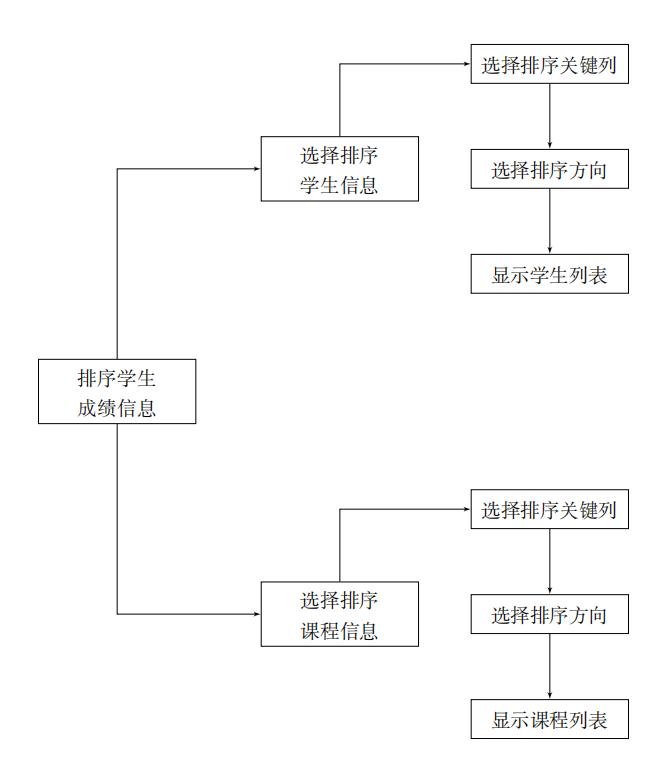 选择排序关键列
选择排序
学生信息
选择排序方向
显示学生列表
排序学生
成绩信息
选择排序关键列
选择排序
课程信息
选择排序方向
显示课程列表